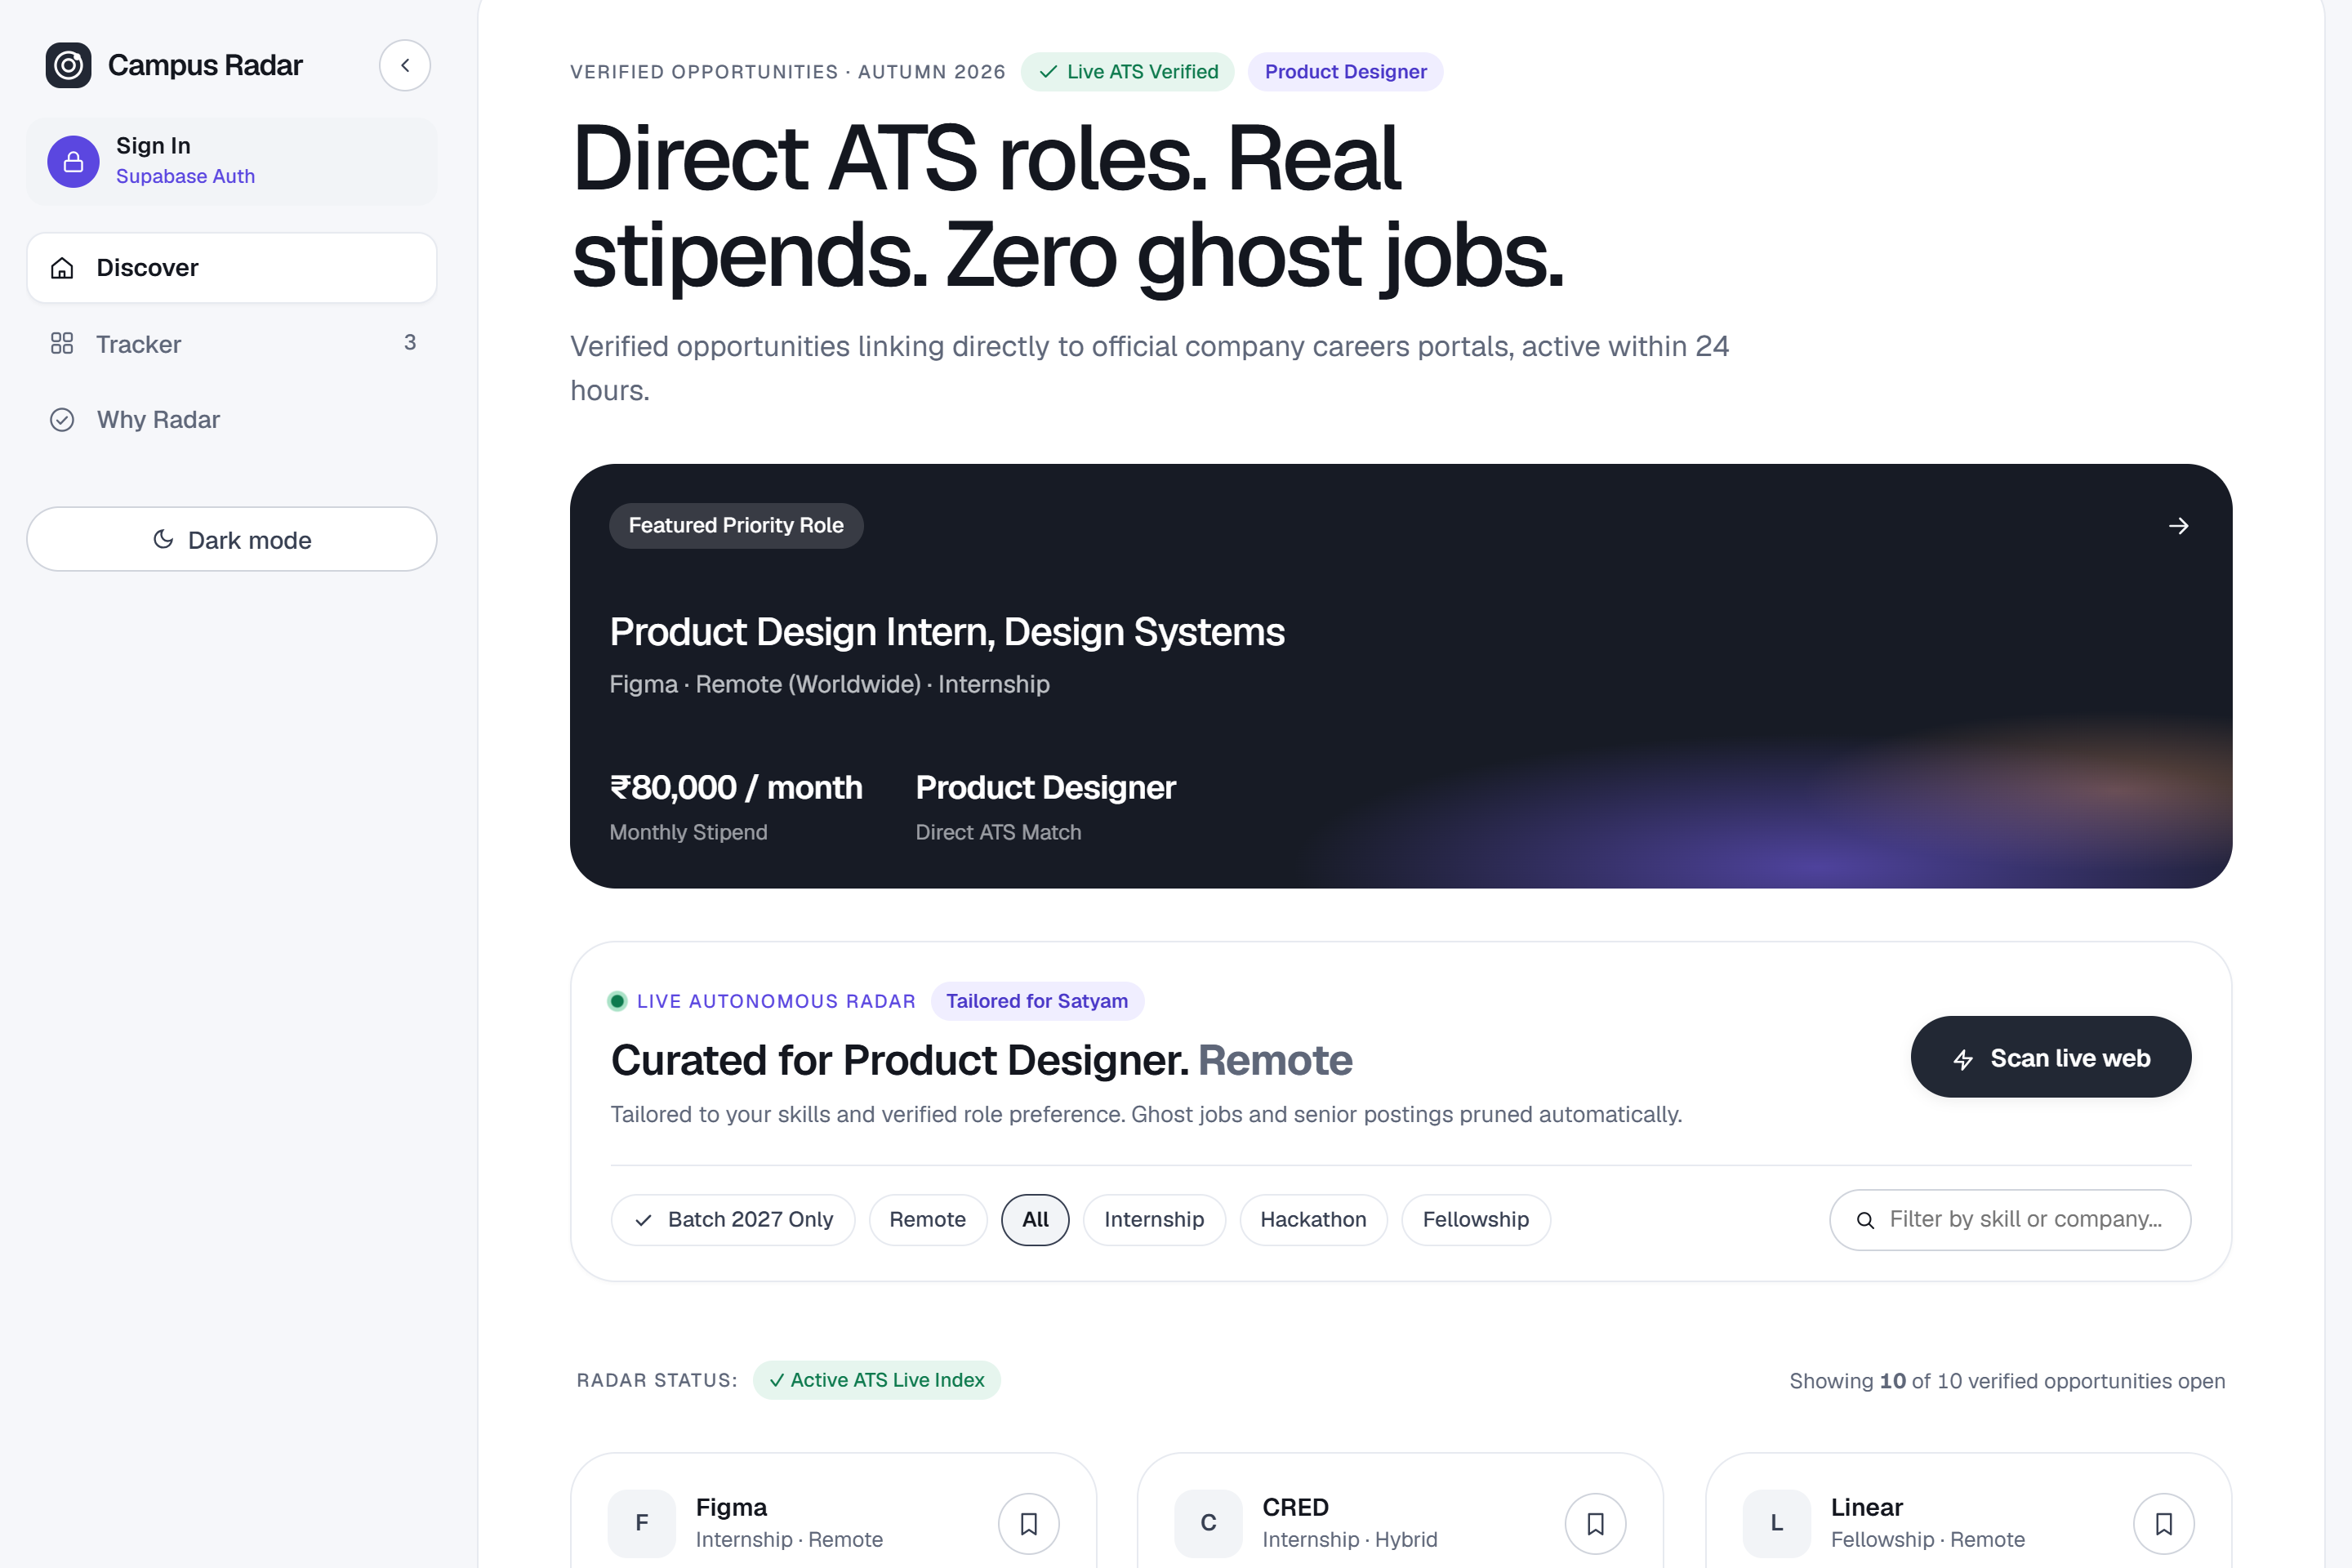 Campus Radar
Sign In
Supabase Auth
Discover
Tracker 3
Why Radar
Dark mode
VERIFIED OPPORTUNITIES · AUTUMN 2026 Live ATS Verified Product Designer
Direct ATS roles. Real
stipends. Zero ghost jobs.
Verified opportunities linking directly to official company careers portals, active within 24
hours.
Featured Priority Role
Product Design Intern, Design Systems
Figma · Remote (Worldwide) · Internship
₹80,000 / month Product Designer
Monthly Stipend Direct ATS Match
LIVE AUTONOMOUS RADAR Tailored for Satyam
Curated for Product Designer. Remote
Scan live web
Tailored to your skills and verified role preference. Ghost jobs and senior postings pruned automatically.
Batch 2027 Only Remote All Internship Hackathon Fellowship Filter by skill or company...
RADAR STATUS: ✓ Active ATS Live Index Showing 10 of 10 verified opportunities open
F Figma C CRED L Linear
Internship · Remote Internship · Hybrid Fellowship · Remote